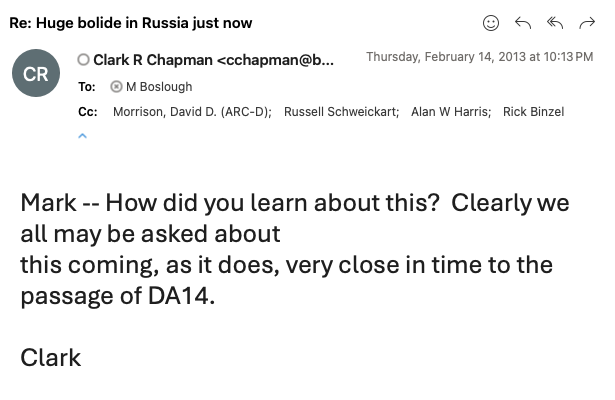 Re: Huge bolide in Russia just now
CR
Clark R Chapman <cchapman@b...
Thursday, February 14, 2013 at 10:13 PM
To: M Boslough
Cc: Morrison, David D. (ARC-D); Russell Schweickart; Alan W Harris; Rick Binzel
Mark -- How did you learn about this?  Clearly we
all may be asked about
this coming, as it does, very close in time to the
passage of DA14.
Clark